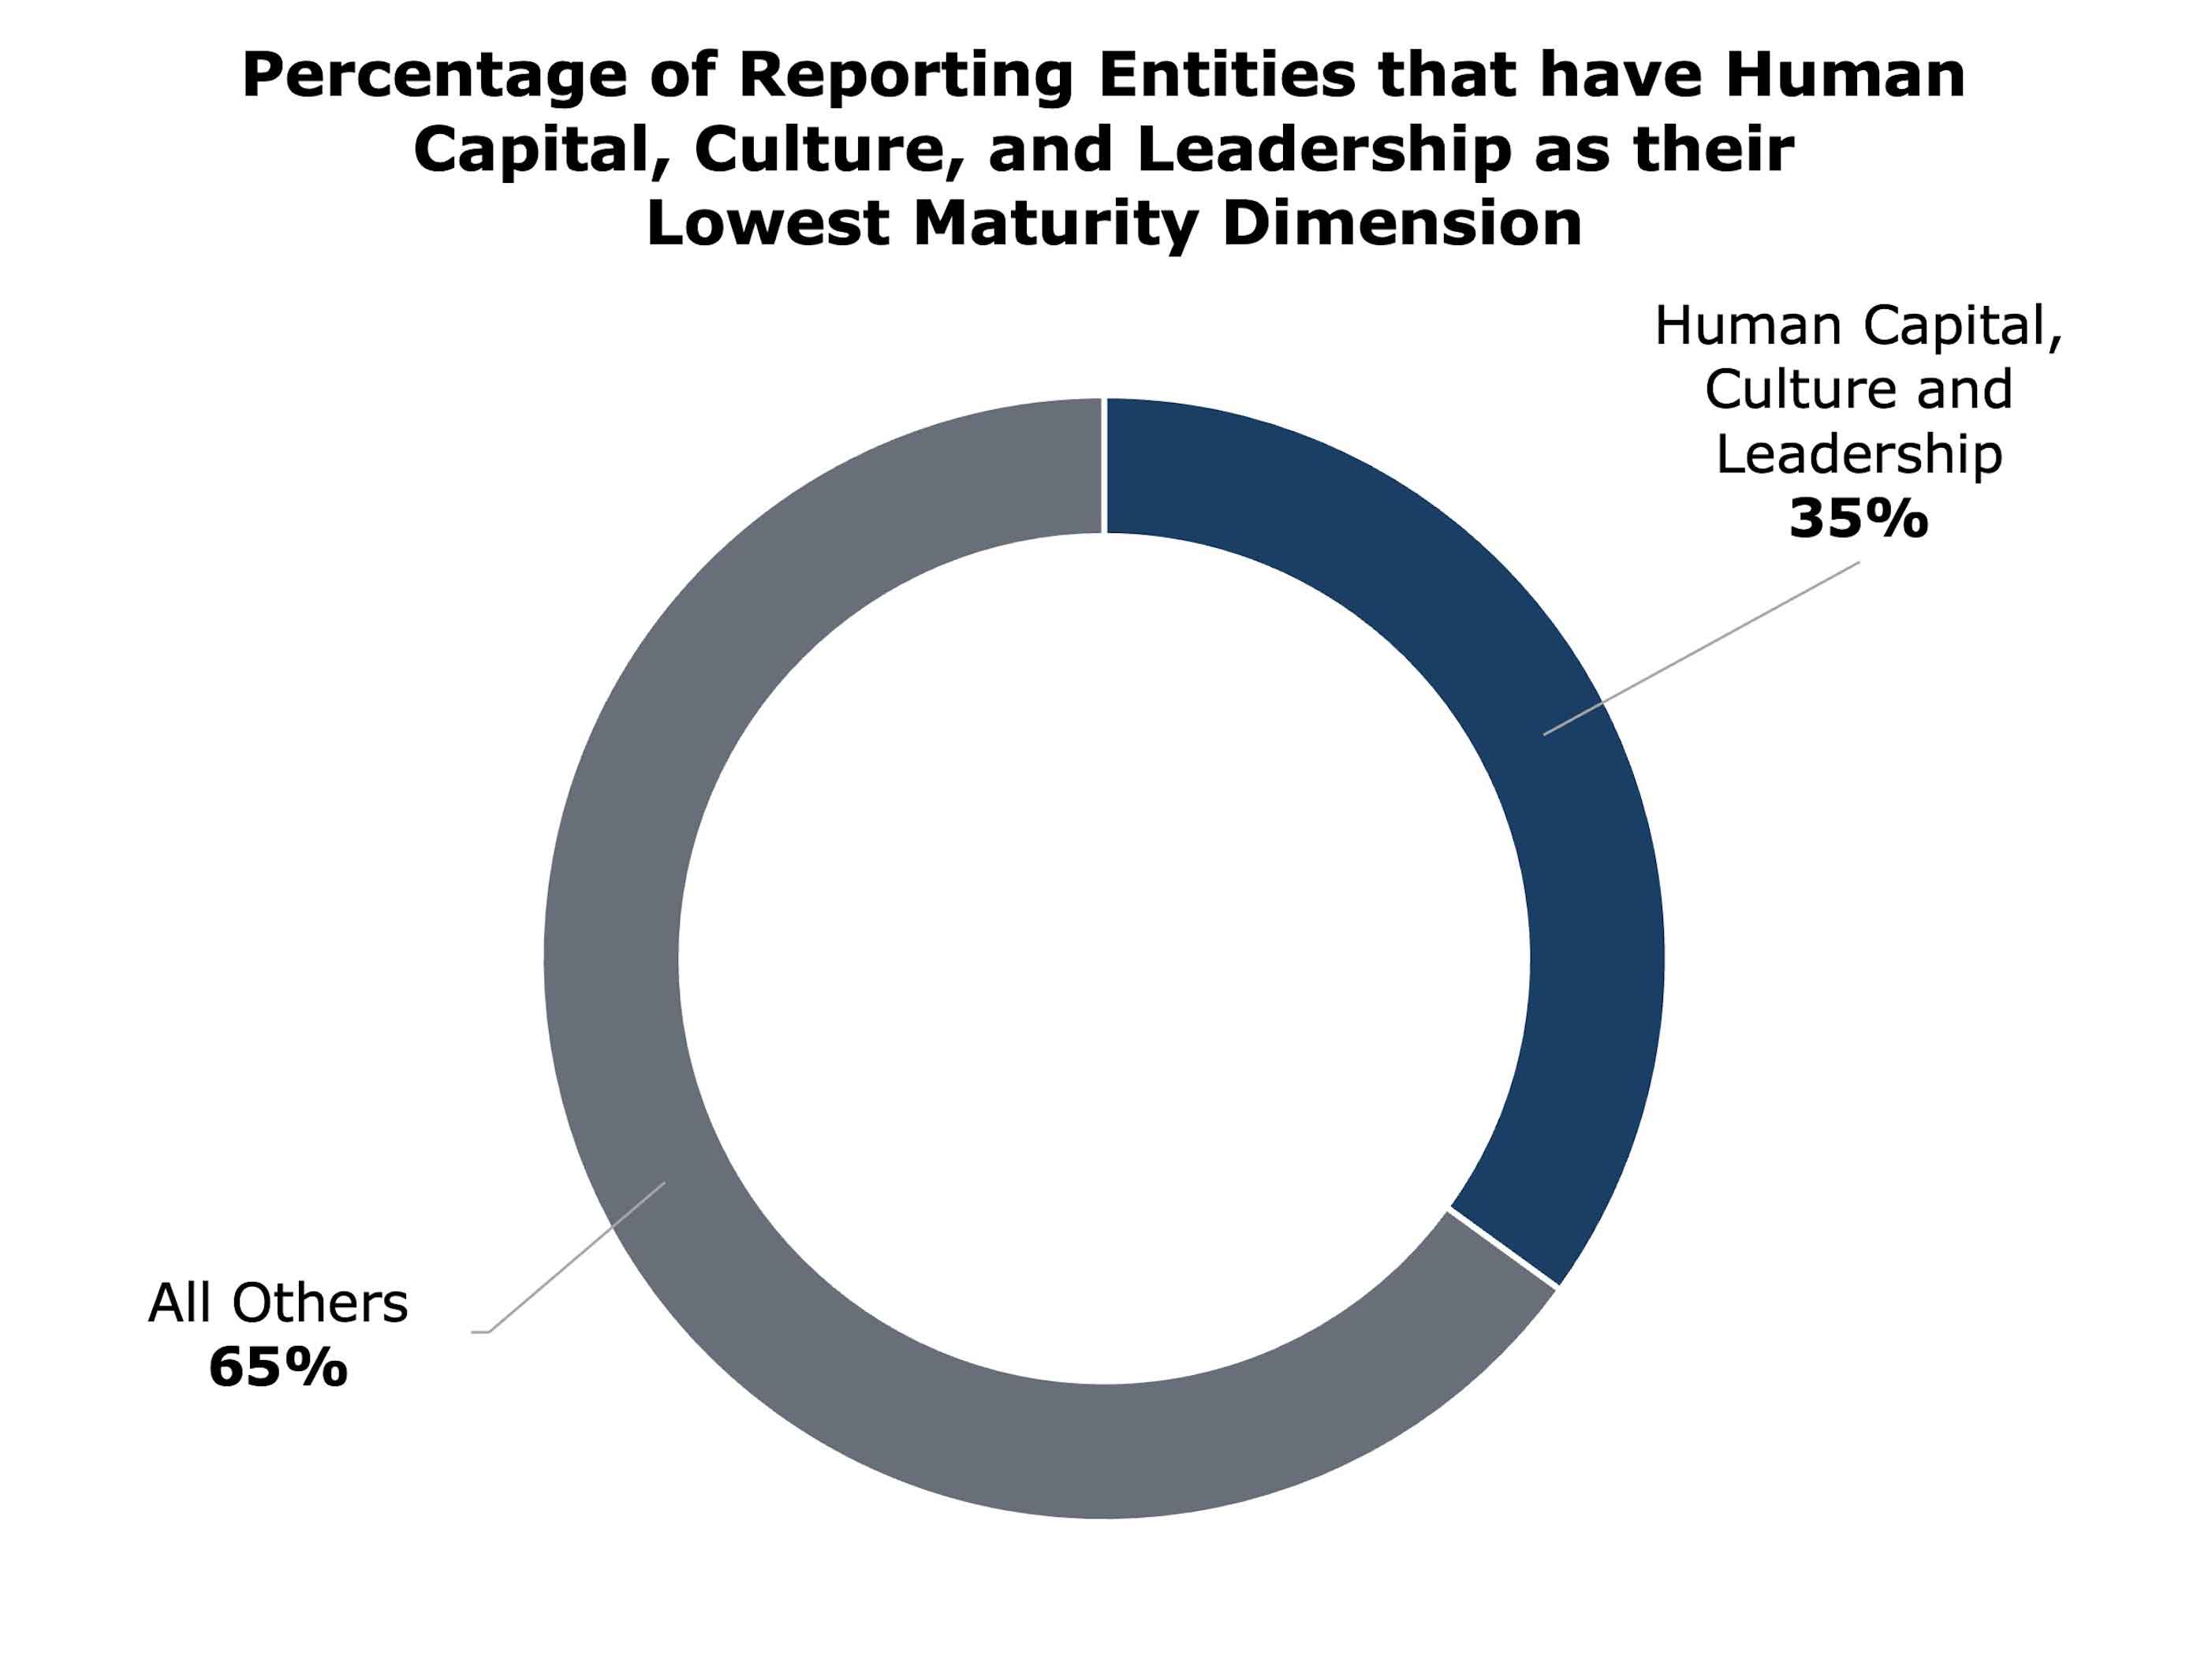 Percentage of Reporting Entities that have Human
Capital, Culture, and Leadership as their
Lowest Maturity Dimension
Human Capital,
Culture and
Leadership
35%
All Others
65%